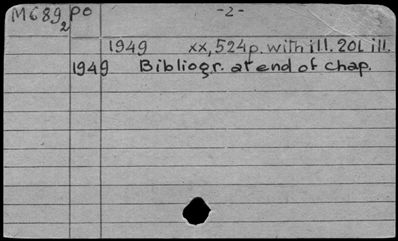 M689 po -2-
2
1949 xx, 524p. with ill. 201 ill.
1949 Bibliogr. at end of chap.